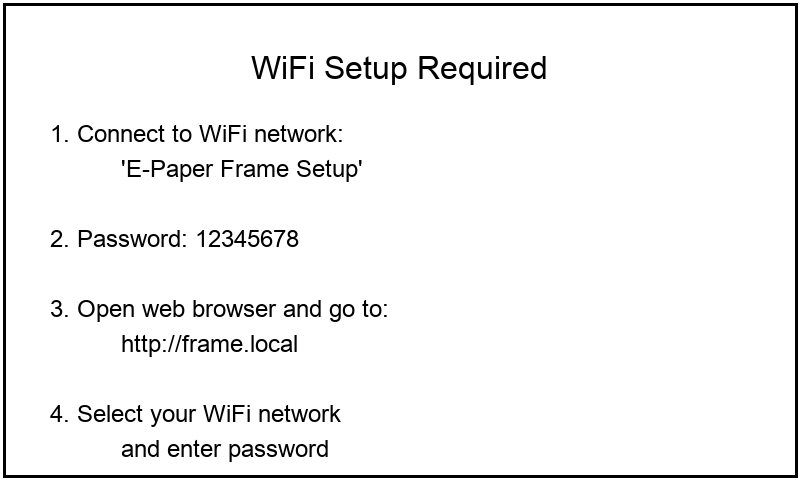 WiFi Setup Required
1. Connect to WiFi network:
'E-Paper Frame Setup'
2. Password: 12345678
3. Open web browser and go to:
http://frame.local
4. Select your WiFi network
and enter password